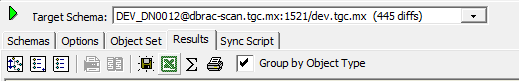 Target Schema: DEV_DN0012@dbrac-scan.tgc.mx:1521/dev.tgc.mx (445 diffs)
Schemas Options Object Set Results Sync Script
Σ Group by Object Type